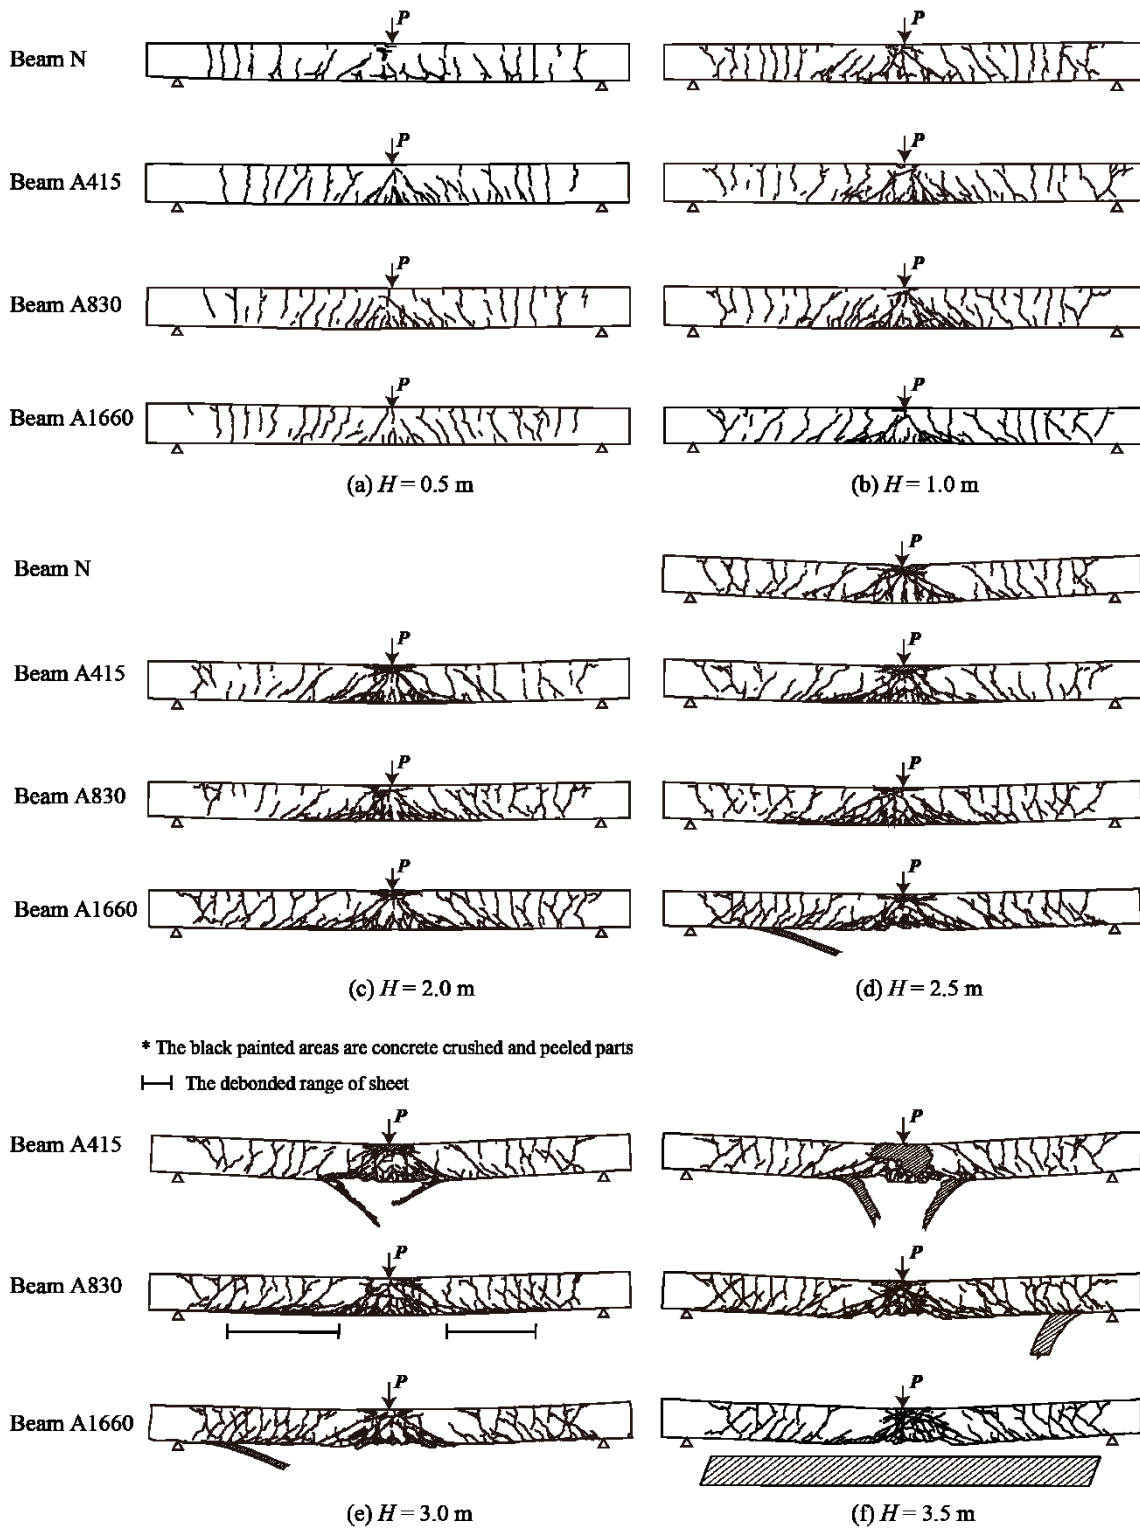 P P
Beam N
P P
Beam A415
P P
Beam A830
P P
Beam A1660
(a) H = 0.5 m (b) H = 1.0 m
P
Beam N
P P
Beam A415
P P
Beam A830
P P
Beam A1660
(c) H = 2.0 m (d) H = 2.5 m
* The black painted areas are concrete crushed and peeled parts
The debonded range of sheet
P P
Beam A415
P P
Beam A830
P P
Beam A1660
(e) H = 3.0 m (f) H = 3.5 m